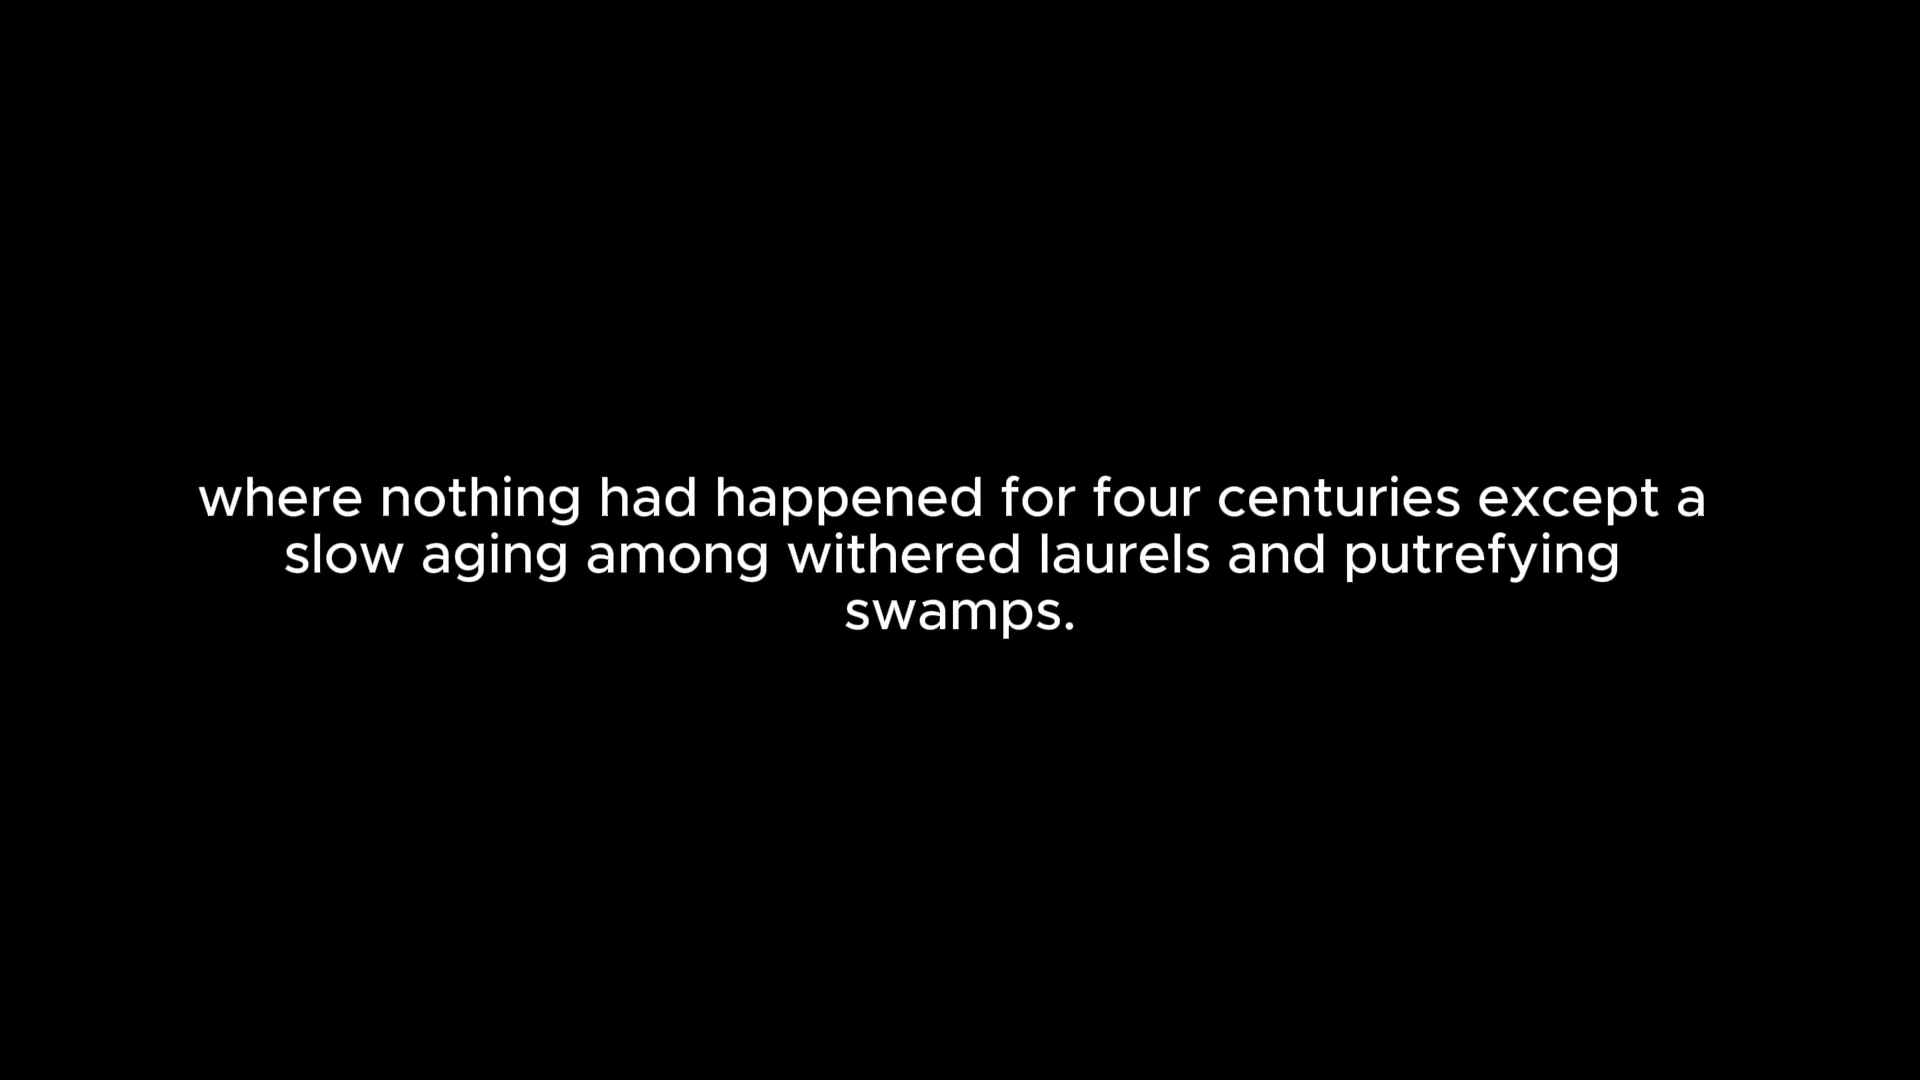 where nothing had happened for four centuries except a
slow aging among withered laurels and putrefying
swamps.